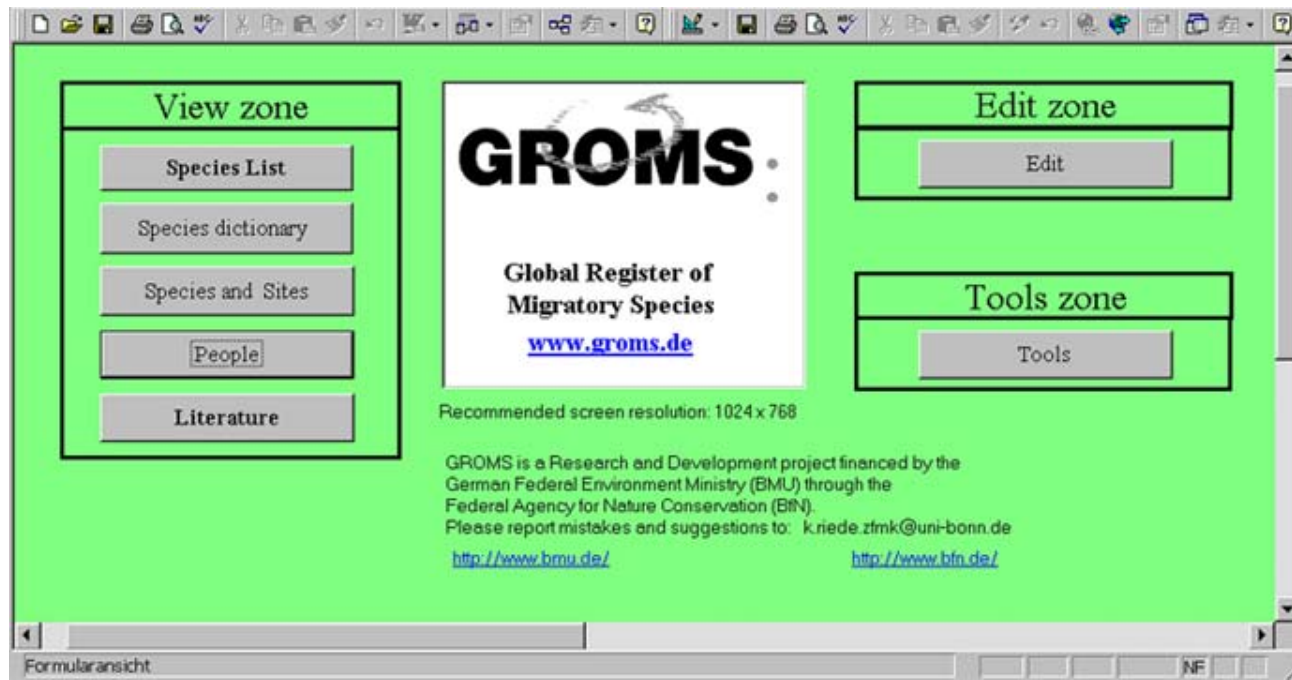 View zone
Species List
Species dictionary
Species and Sites
People
Literature
GROMS:
Global Register of
Migratory Species
www.groms.de
Recommended screen resolution: 1024 x 768
GROMS is a Research and Development project financed by the
German Federal Environment Ministry (BMU) through the
Federal Agency for Nature Conservation (BfN).
Please report mistakes and suggestions to: k.riede.zfmk@uni-bonn.de
http://www.bmu.de/ http://www.bfn.de/
Edit zone
Edit
Tools zone
Tools
Formularansicht
NF